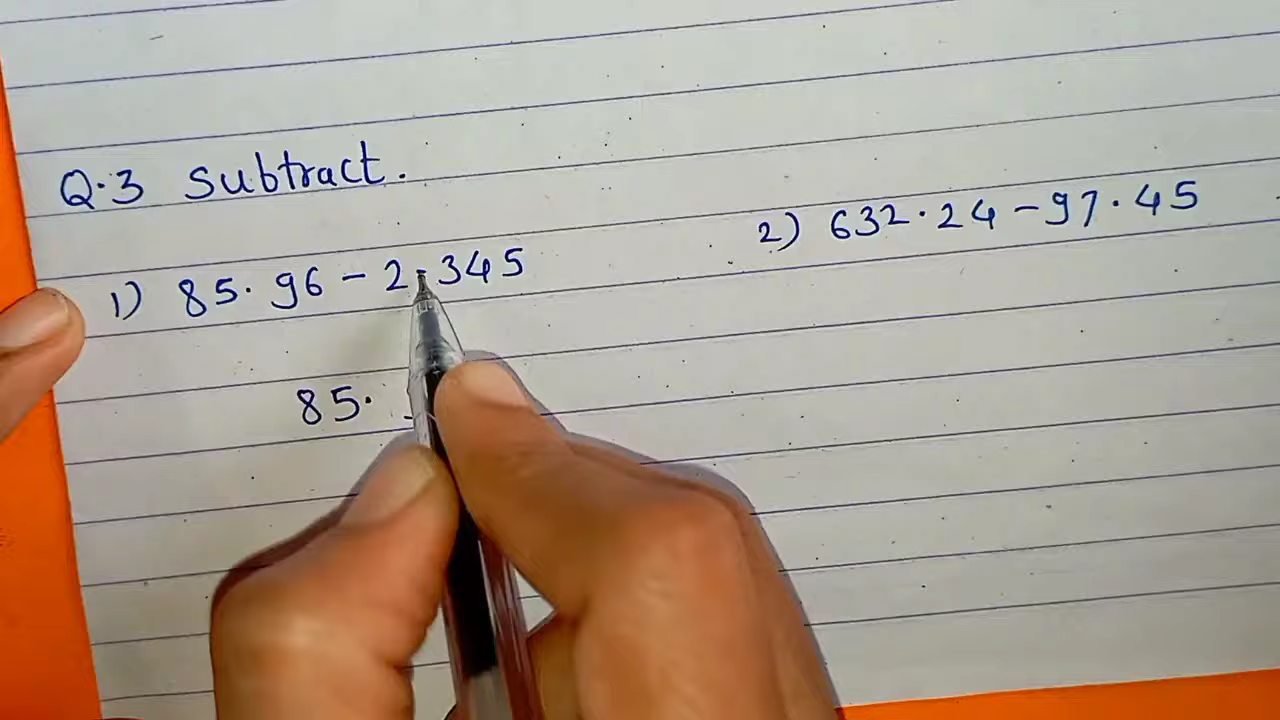 Q.3 Subtract.
1) 85.96 - 2.345
2) 632.24 - 97.45
85.